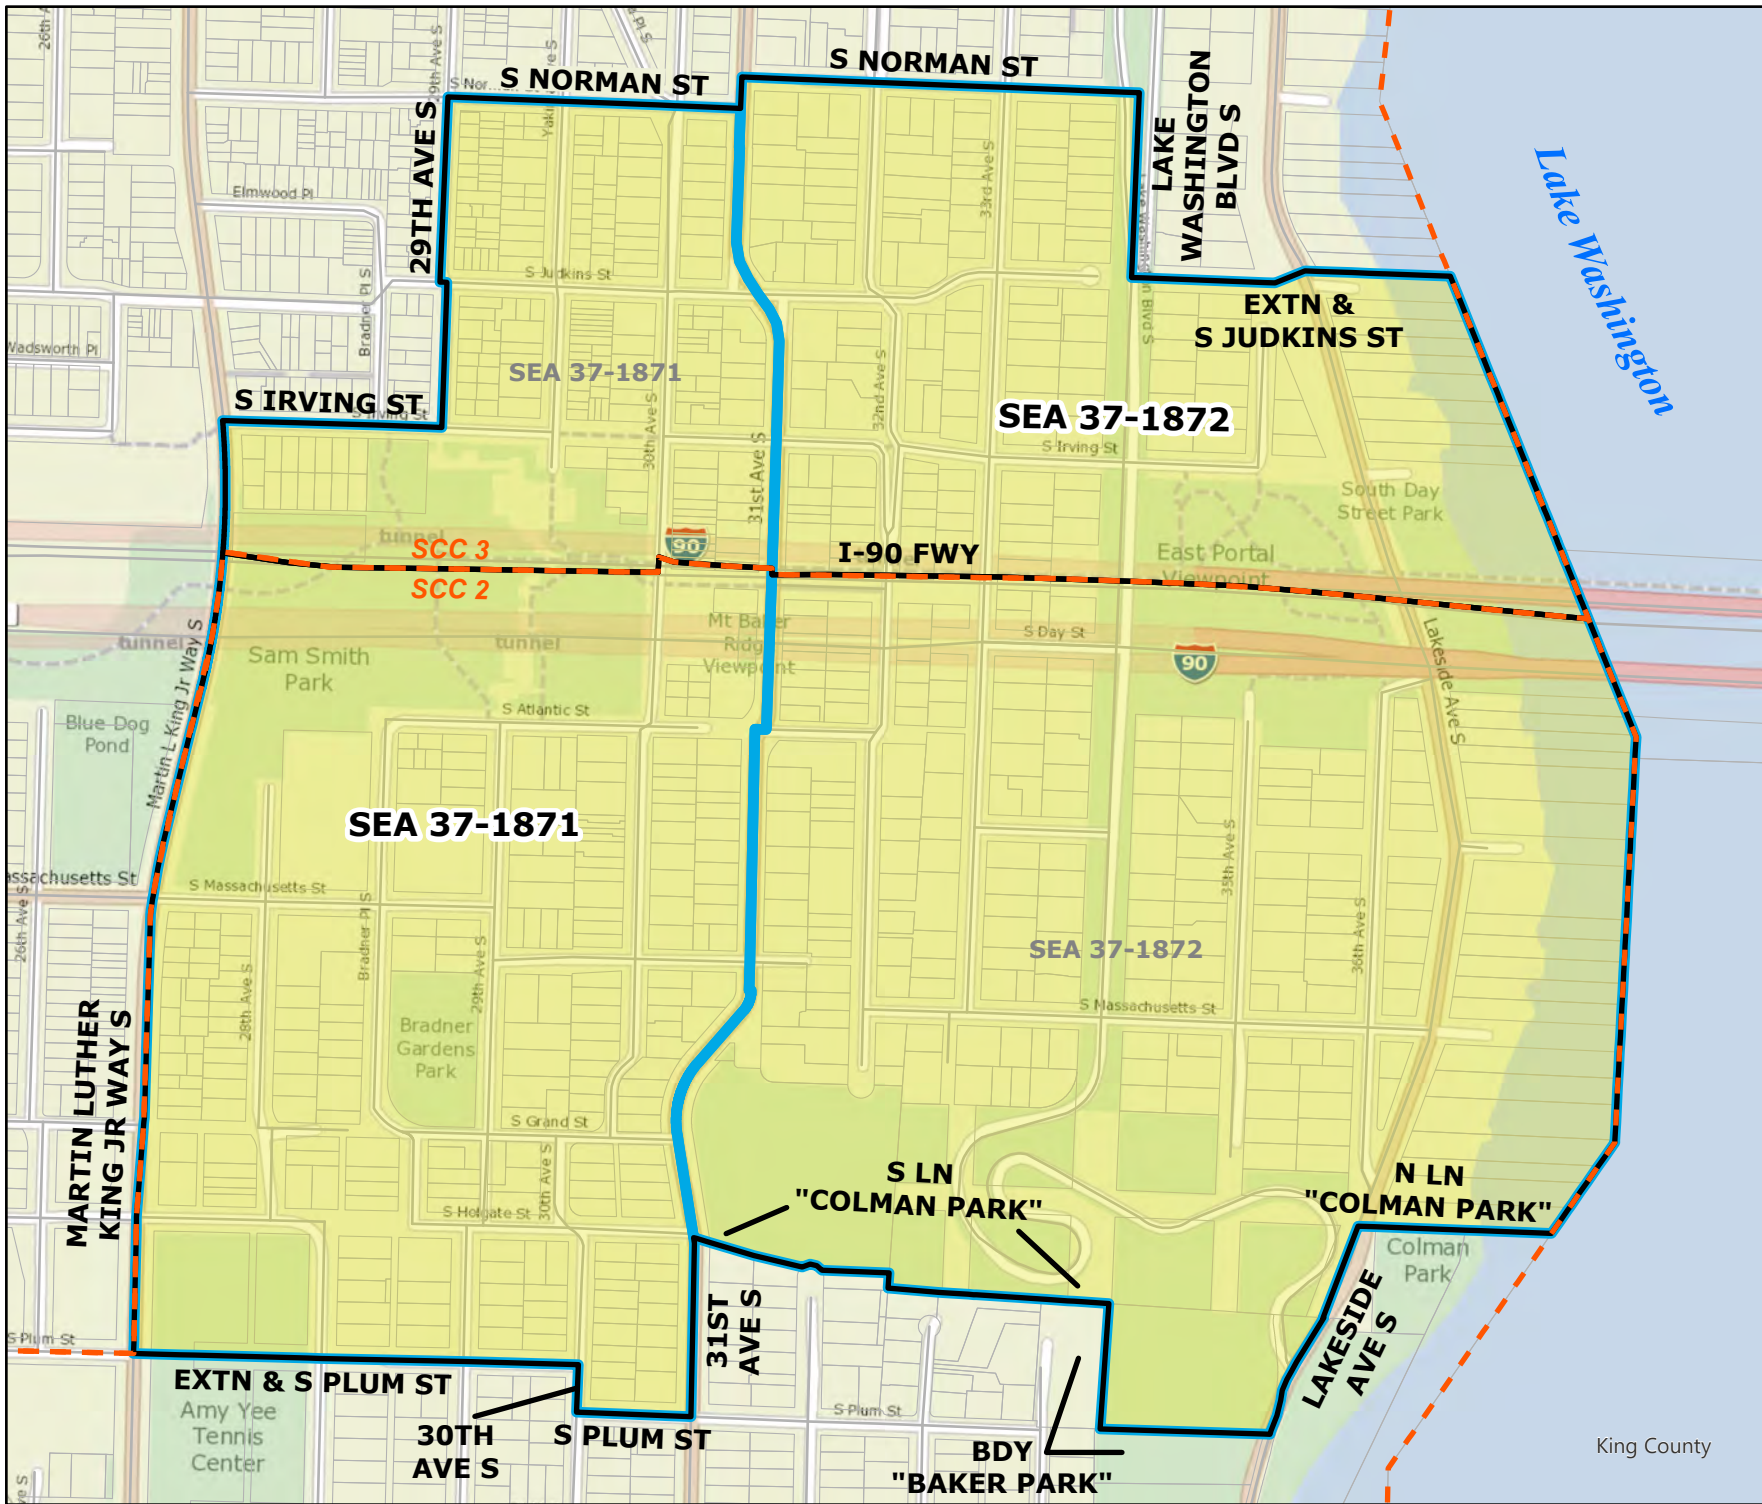 S NORMAN ST
S NORMAN ST
29TH AVE S
LAKE
WASHINGTON
BLVD S
Lake Washington
Elmwood Pl
33rd Ave S
S Judkins St
Bradner Pl S
EXTN &
S JUDKINS ST
Wadsworth Pl
SEA 37-1871
32nd Ave S
S IRVING ST
SEA 37-1872
30th Ave S
31st Ave S
S Irving St
South Day
Street Park
tunnel
SCC 3
90
I-90 FWY
East Portal
Viewpoint
SCC 2
tunnel
tunnel
Mt Baker
Ridge
Viewpoint
S Day St
Lakeside Ave S
Sam Smith
Park
90
Martin L King Jr Way S
S Atlantic St
Blue Dog
Pond
SEA 37-1871
35th Ave S
Massachusetts St
S Massachusetts St
26th Ave S
Bradner Pl S
29th Ave S
28th Ave S
SEA 37-1872
36th Ave S
S Massachusetts St
MARTIN LUTHER
KING JR WAY S
Bradner
Gardens
Park
S Grand St
30th Ave S
S LN
"COLMAN PARK"
N LN
"COLMAN PARK"
S Holgate St
Colman
Park
31ST
AVE S
LAKESIDE
AVE S
S Plum St
EXTN & S PLUM ST
Amy Yee
Tennis
Center
30TH
AVE S
S PLUM ST
S Plum St
BDY
"BAKER PARK"
King County